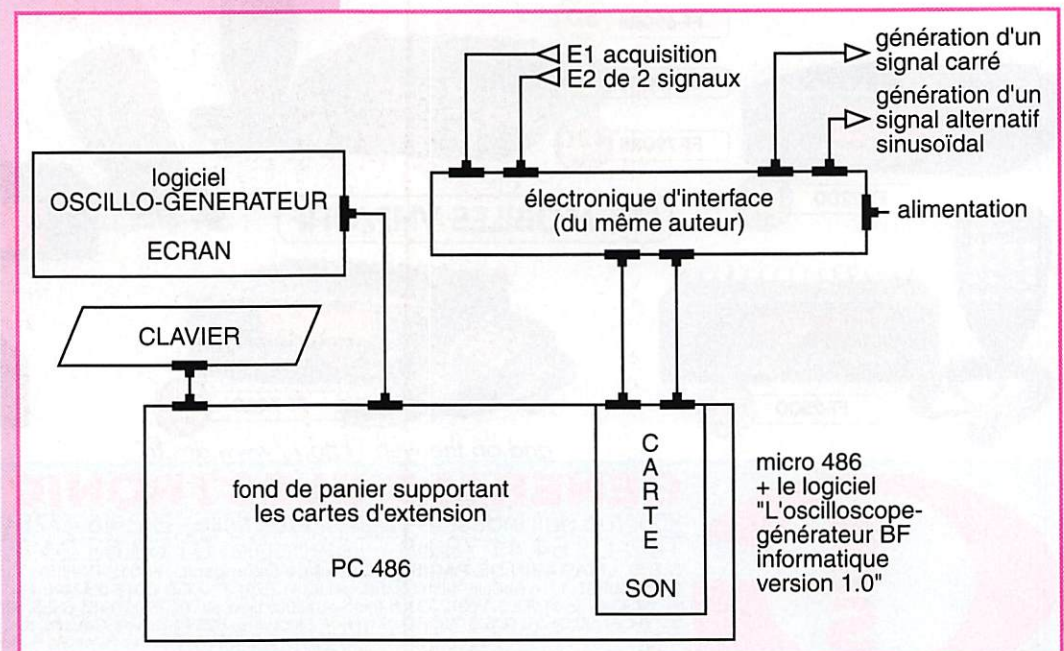 E1 acquisition
E2 de 2 signaux
génération d'un
signal carré
génération d'un
signal alternatif
sinusoïdal
logiciel
OSCILLO-GENERATEUR
ECRAN
électronique d'interface
(du même auteur)
alimentation
CLAVIER
fond de panier supportant
les cartes d'extension
PC 486
C
A
R
T
E
SON
micro 486
+ le logiciel
"L'oscilloscope-
générateur BF
informatique
version 1.0"